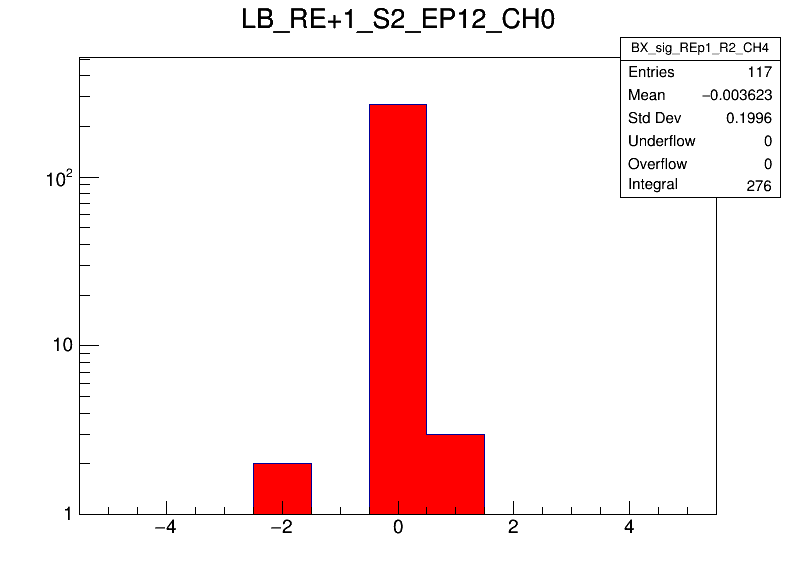 LB_RE+1_S2_EP12_CH0
BX_sig_REp1_R2_CH4
Entries 117
Mean −0.003623
Std Dev 0.1996
Underflow 0
Overflow 0
Integral 276
10²
10
1
−4 −2 0 2 4